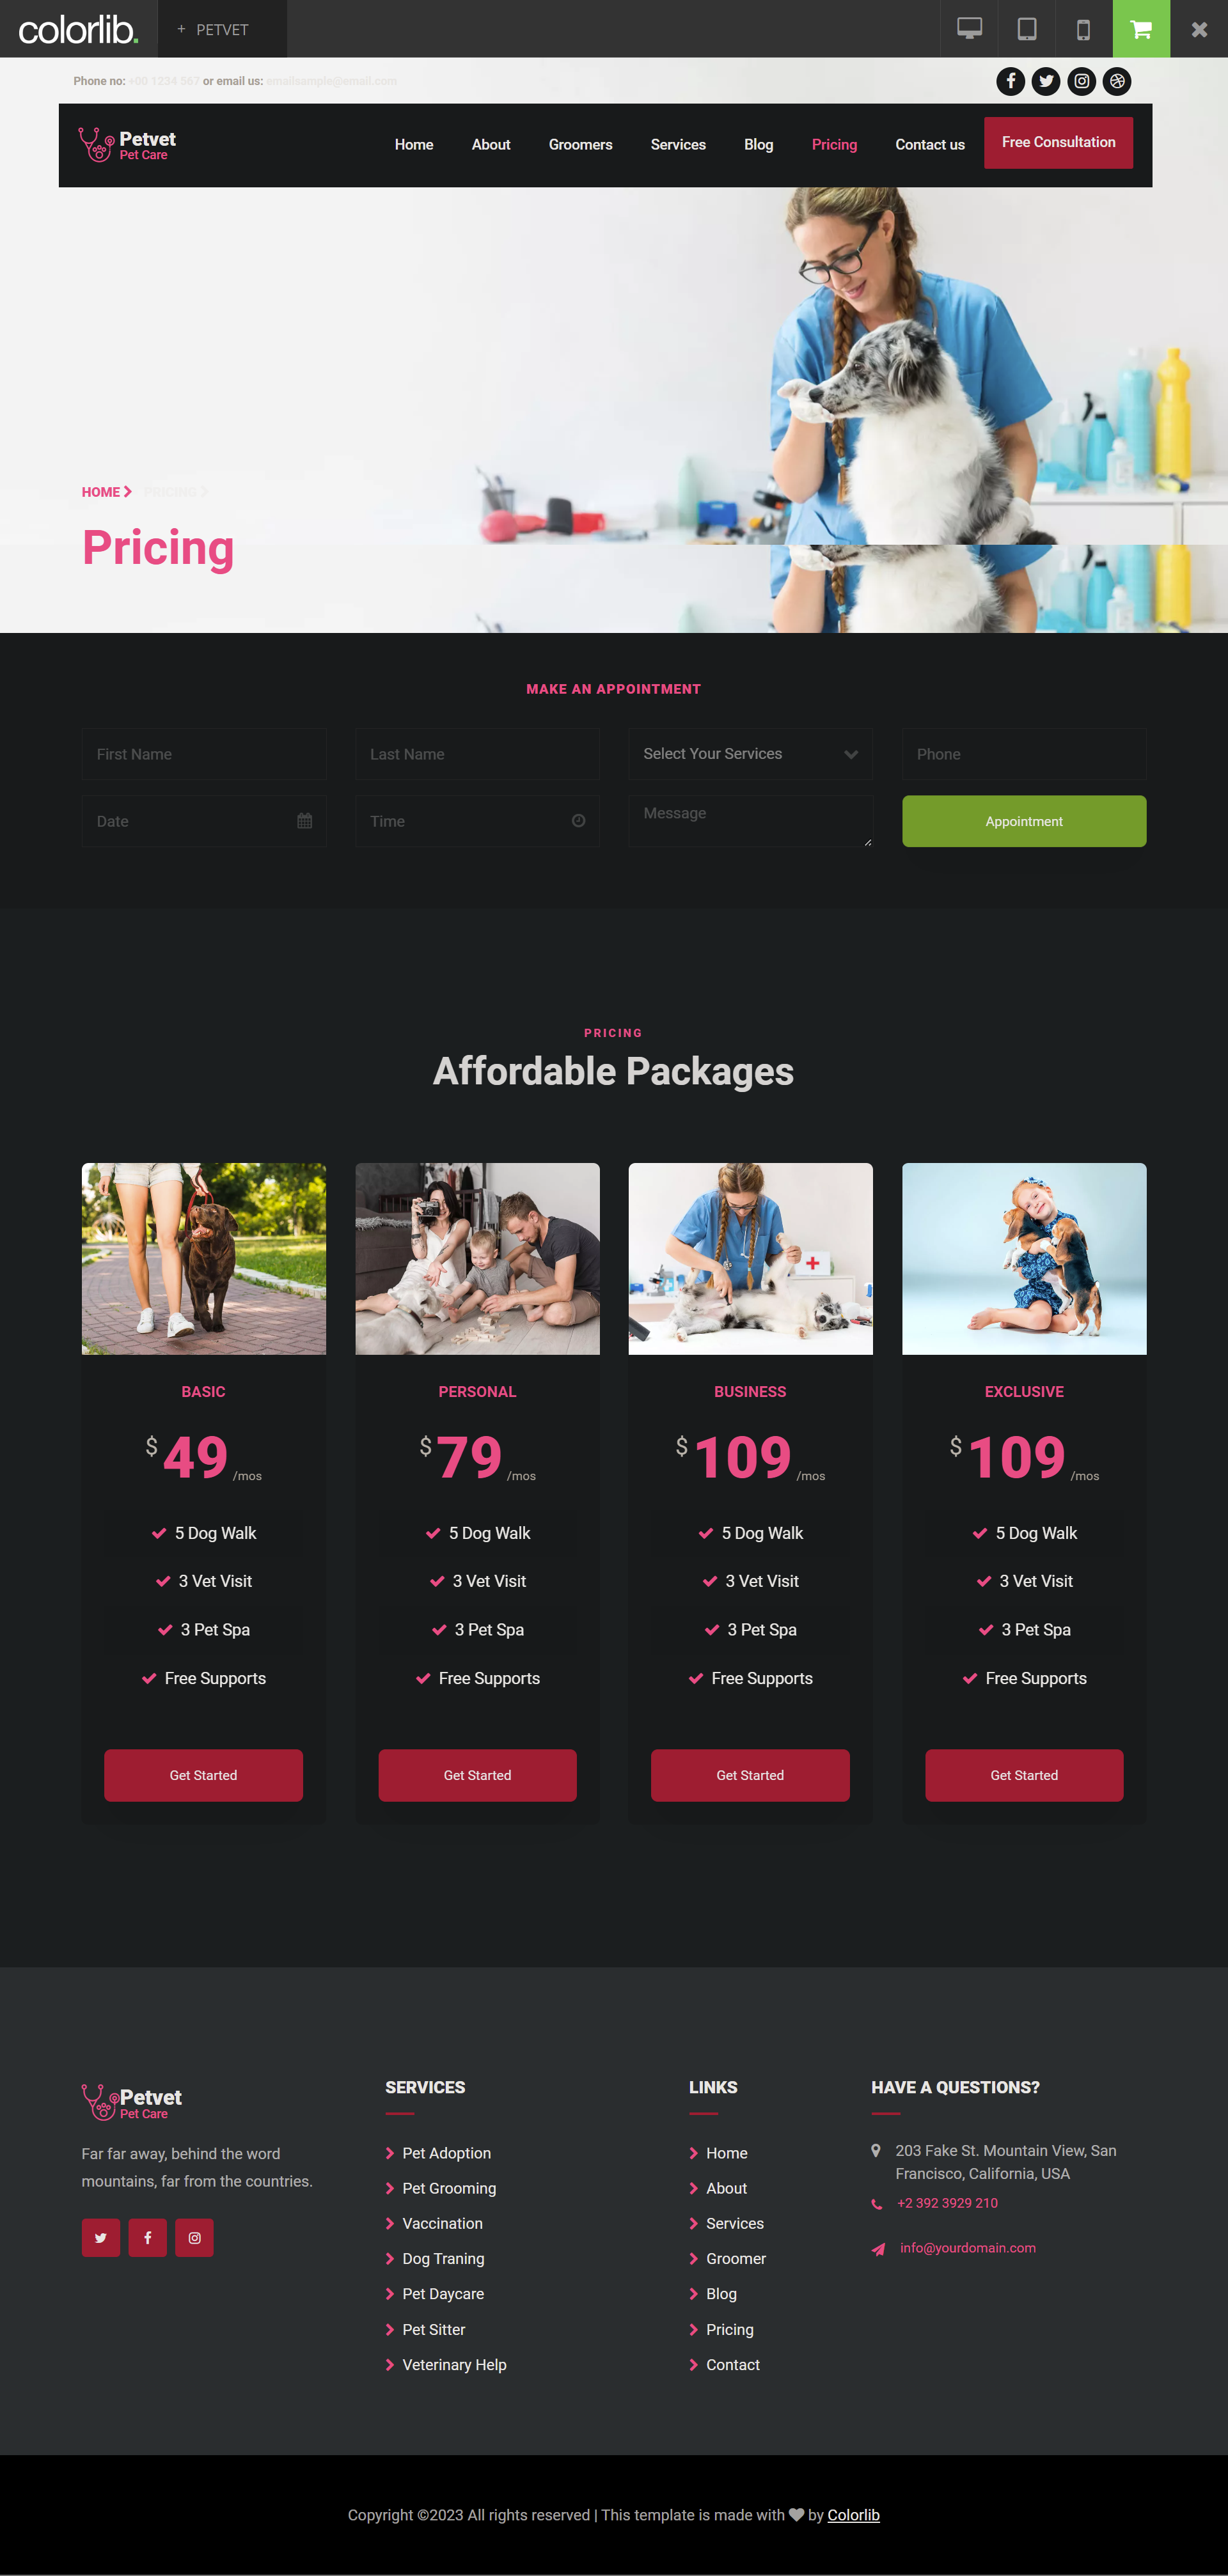 colorlib.
+ PETVET
Phone no: +00 1234 567 or email us: emailsample@email.com
Petvet
Pet Care
Home About Groomers Services Blog Pricing Contact us Free Consultation
HOME PRICING
Pricing
MAKE AN APPOINTMENT
First Name Last Name Select Your Services Phone
Date Time Message Appointment
PRICING
Affordable Packages
BASIC PERSONAL BUSINESS EXCLUSIVE
$ 49 /mos $ 79 /mos $ 109 /mos $ 109 /mos
5 Dog Walk 5 Dog Walk 5 Dog Walk 5 Dog Walk
3 Vet Visit 3 Vet Visit 3 Vet Visit 3 Vet Visit
3 Pet Spa 3 Pet Spa 3 Pet Spa 3 Pet Spa
Free Supports Free Supports Free Supports Free Supports
Get Started Get Started Get Started Get Started
Petvet
Pet Care
Far far away, behind the word
mountains, far from the countries.
SERVICES
Pet Adoption
Pet Grooming
Vaccination
Dog Traning
Pet Daycare
Pet Sitter
Veterinary Help
LINKS
Home
About
Services
Groomer
Blog
Pricing
Contact
HAVE A QUESTIONS?
203 Fake St. Mountain View, San
Francisco, California, USA
+2 392 3929 210
info@yourdomain.com
Copyright ©2023 All rights reserved | This template is made with by Colorlib